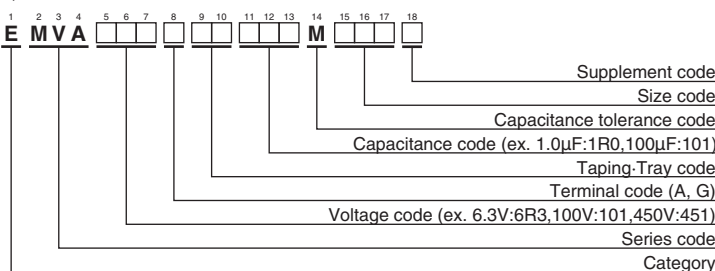 1 2 3 4 5 6 7 8 9 10 11 12 13 14 15 16 17 18
E M V A □□□ □ □□ □□□ M □□□ □
Supplement code
Size code
Capacitance tolerance code
Capacitance code (ex. 1.0μF:1R0,100μF:101)
Taping·Tray code
Terminal code (A, G)
Voltage code (ex. 6.3V:6R3,100V:101,450V:451)
Series code
Category